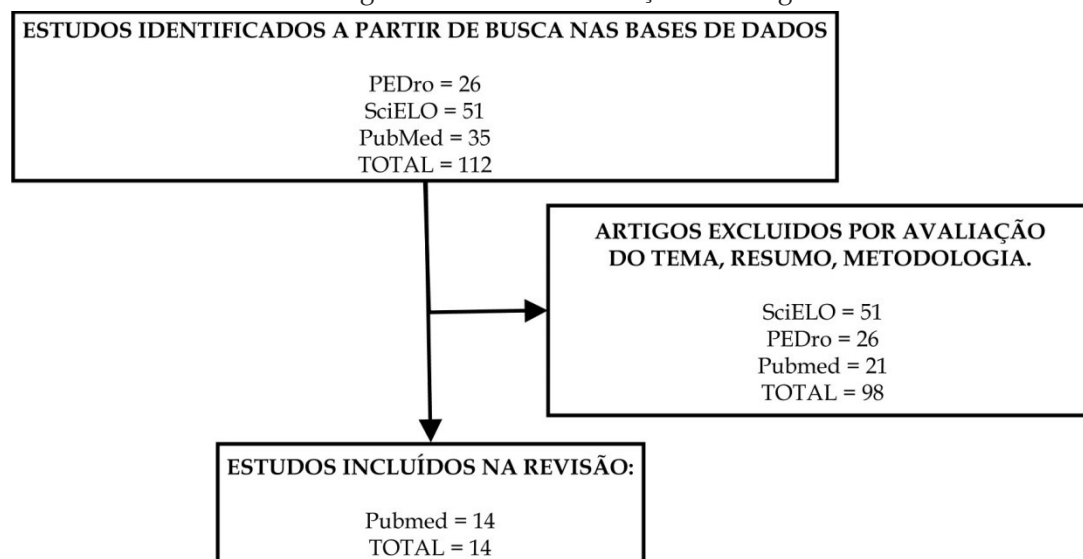 ESTUDOS IDENTIFICADOS A PARTIR DE BUSCA NAS BASES DE DADOS
PEDro = 26
SciELO = 51
PubMed = 35
TOTAL = 112
ARTIGOS EXCLUIDOS POR AVALIAÇÃO
DO TEMA, RESUMO, METODOLOGIA.
SciELO = 51
PEDro = 26
Pubmed = 21
TOTAL = 98
ESTUDOS INCLUÍDOS NA REVISÃO:
Pubmed = 14
TOTAL = 14